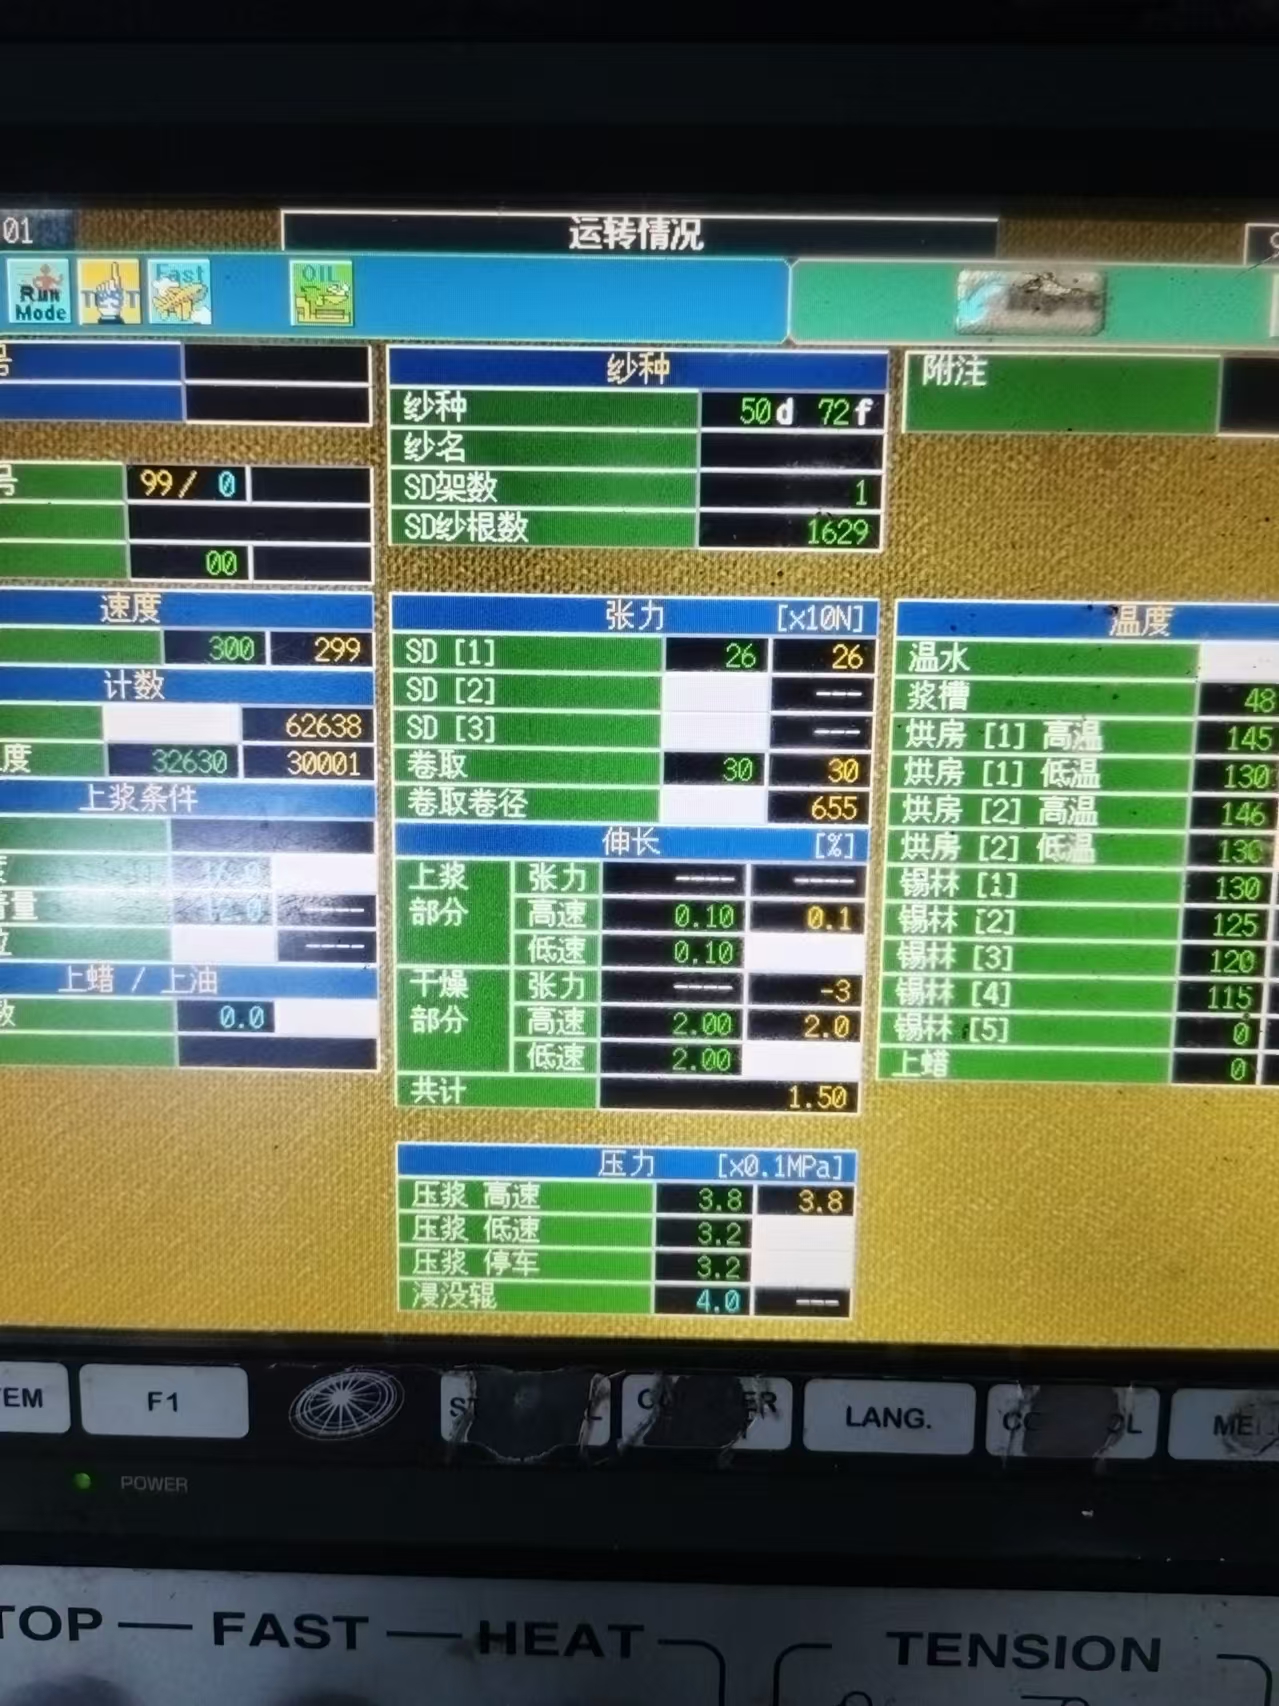 01 运转情况
Run Mode
Fast
OIL
号
纱种
附注
纱种 50d 72f
纱名
SD架数 1
SD纱根数 1629
号 99/ 0
00
速度
300 299
计数
62638
度 32630 30001
上浆条件
量 ----
----
上蜡 / 上油
数 0.0
张力 [x10N]
SD [1] 26 26
SD [2] ---
SD [3] ---
卷取 30 30
卷取卷径 655
伸长 [%]
上浆部分 张力 ---- ----
高速 0.10 0.1
低速 0.10
干燥部分 张力 ---- -3
高速 2.00 2.0
低速 2.00
共计 1.50
压力 [x0.1MPa]
压浆 高速 3.8 3.8
压浆 低速 3.2
压浆 停车 3.2
浸没辊 4.0 ---
温度
温水
浆槽 48
烘房 [1] 高温 145
烘房 [1] 低温 130
烘房 [2] 高温 146
烘房 [2] 低温 130
锡林 [1] 130
锡林 [2] 125
锡林 [3] 120
锡林 [4] 115
锡林 [5] 0
上蜡 0
F1
LANG.
POWER
TOP — FAST — HEAT
TENSION